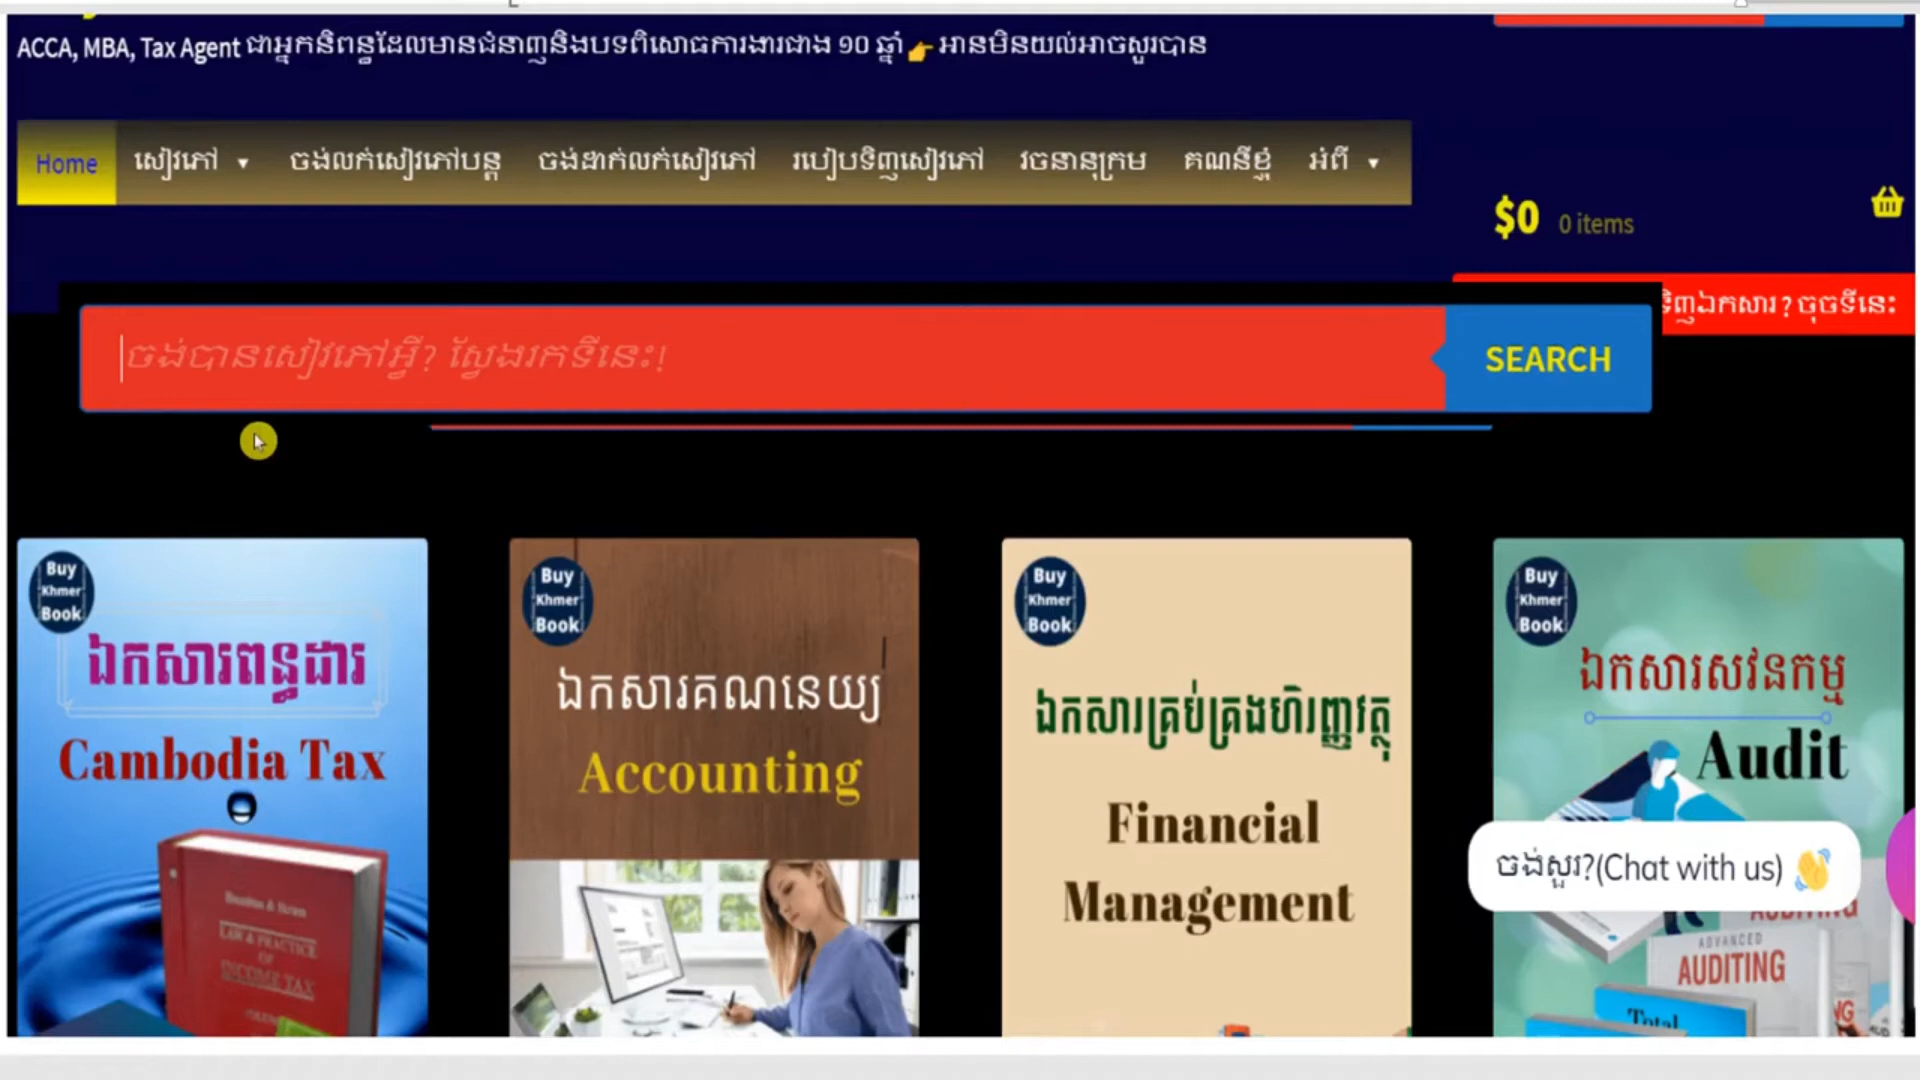 ACCA, MBA, Tax Agent ជាអ្នកនិពន្ធដែលមានជំនាញនិងបទពិសោធការងារជាង ១០ ឆ្នាំ 👉 អានមិនយល់អាចសួរបាន
Home សៀវភៅ ▼ ចង់លក់សៀវភៅបន្ត ចង់ដាក់លក់សៀវភៅ របៀបទិញសៀវភៅ វចនានុក្រម គណនីខ្ញុំ អំពី ▼
$0 0 items
ទិញឯកសារ ? ចុចទីនេះ
ចង់បានសៀវភៅអ្វី? ស្វែងរកទីនេះ!
SEARCH
Buy
Khmer
Book
ឯកសារពន្ធដារ
Cambodia Tax
LAW & PRACTICE
OF
INCOME TAX
Buy
Khmer
Book
ឯកសារគណនេយ្យ
Accounting
Buy
Khmer
Book
ឯកសារគ្រប់គ្រងហិរញ្ញវត្ថុ
Financial
Management
Buy
Khmer
Book
ឯកសារសវនកម្ម
Audit
ចង់សួរ?(Chat with us) 👋
ADVANCED
AUDITING
Total